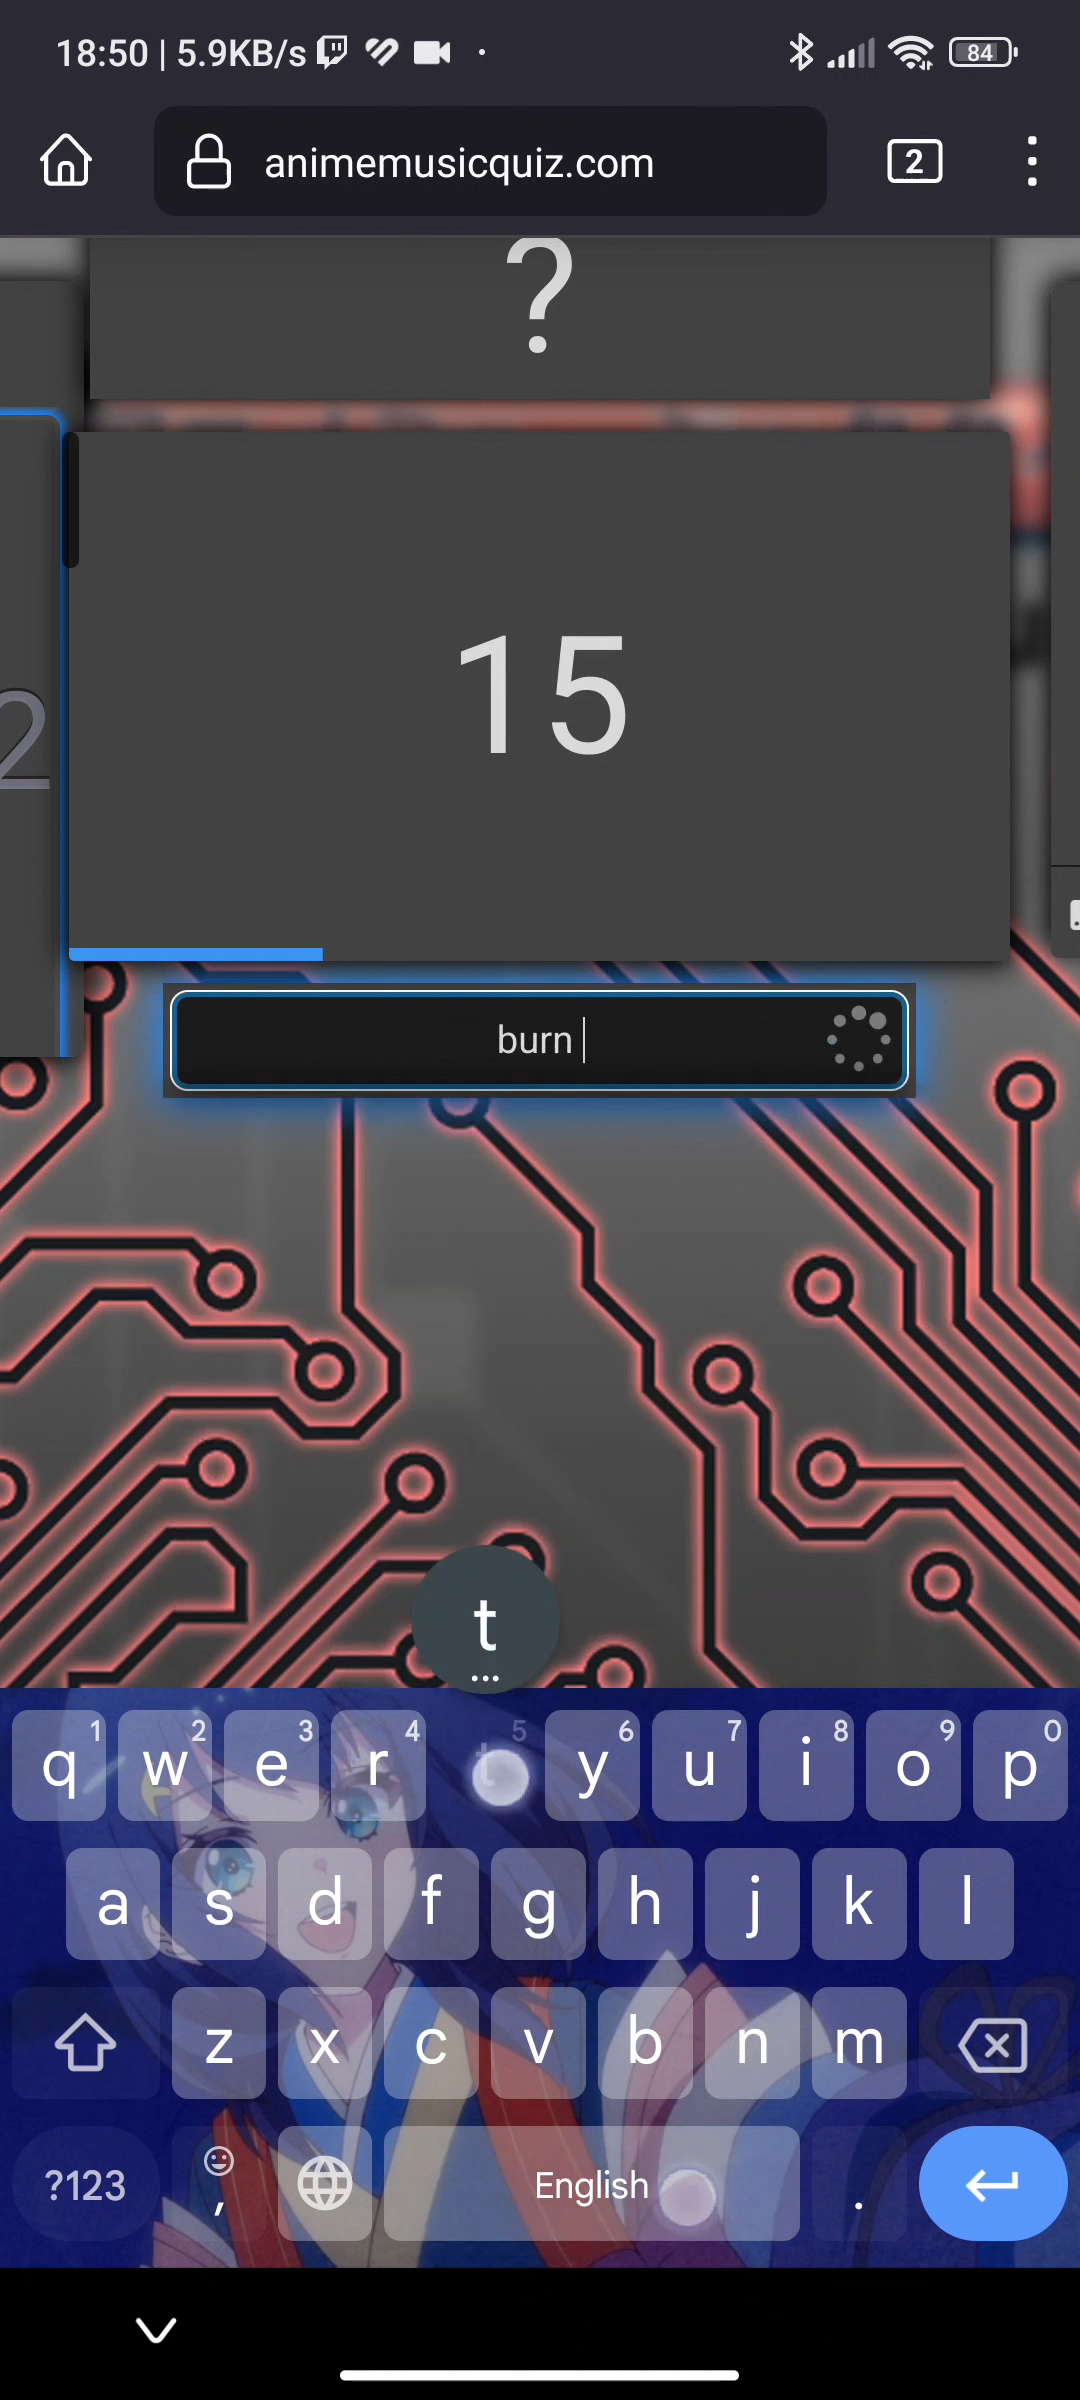 18:50 | 5.9KB/s
84
animemusicquiz.com
2
?
2
15
burn
t
...
1 2 3 4 5 6 7 8 9 0
q w e r t y u i o p
a s d f g h j k l
z x c v b n m
?123 , English .